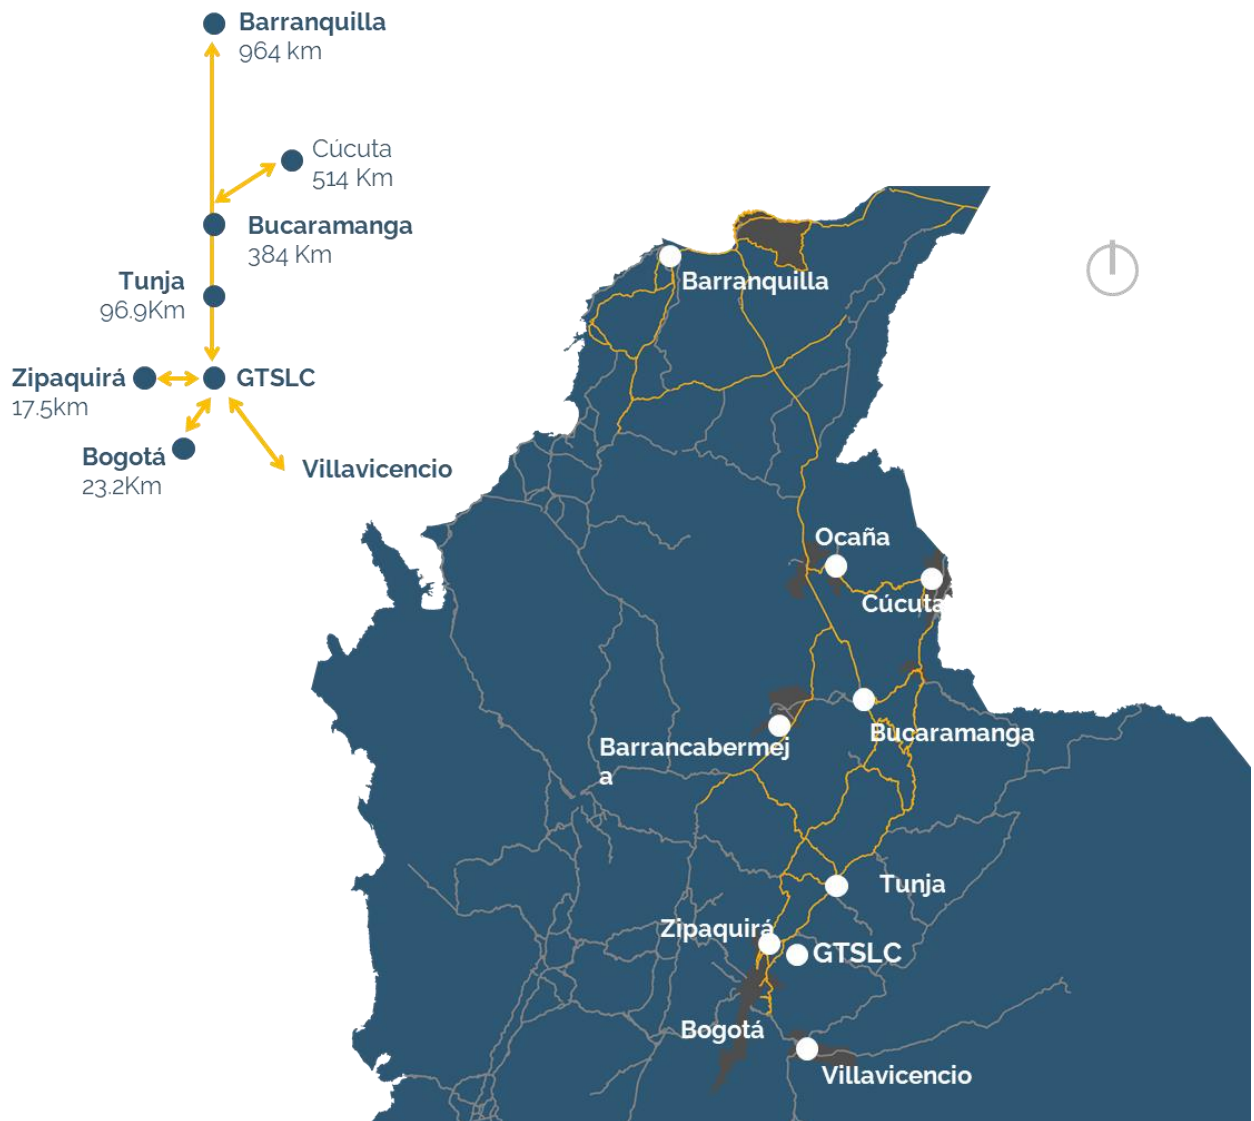 Barranquilla
964 km
Cúcuta
514 Km
Bucaramanga
384 Km
Tunja
96.9Km
Zipaquirá
17.5km
GTSLC
Bogotá
23.2Km
Villavicencio
Barranquilla
Ocaña
Cúcuta
Bucaramanga
Barrancabermej
a
Tunja
Zipaquirá
GTSLC
Bogotá
Villavicencio